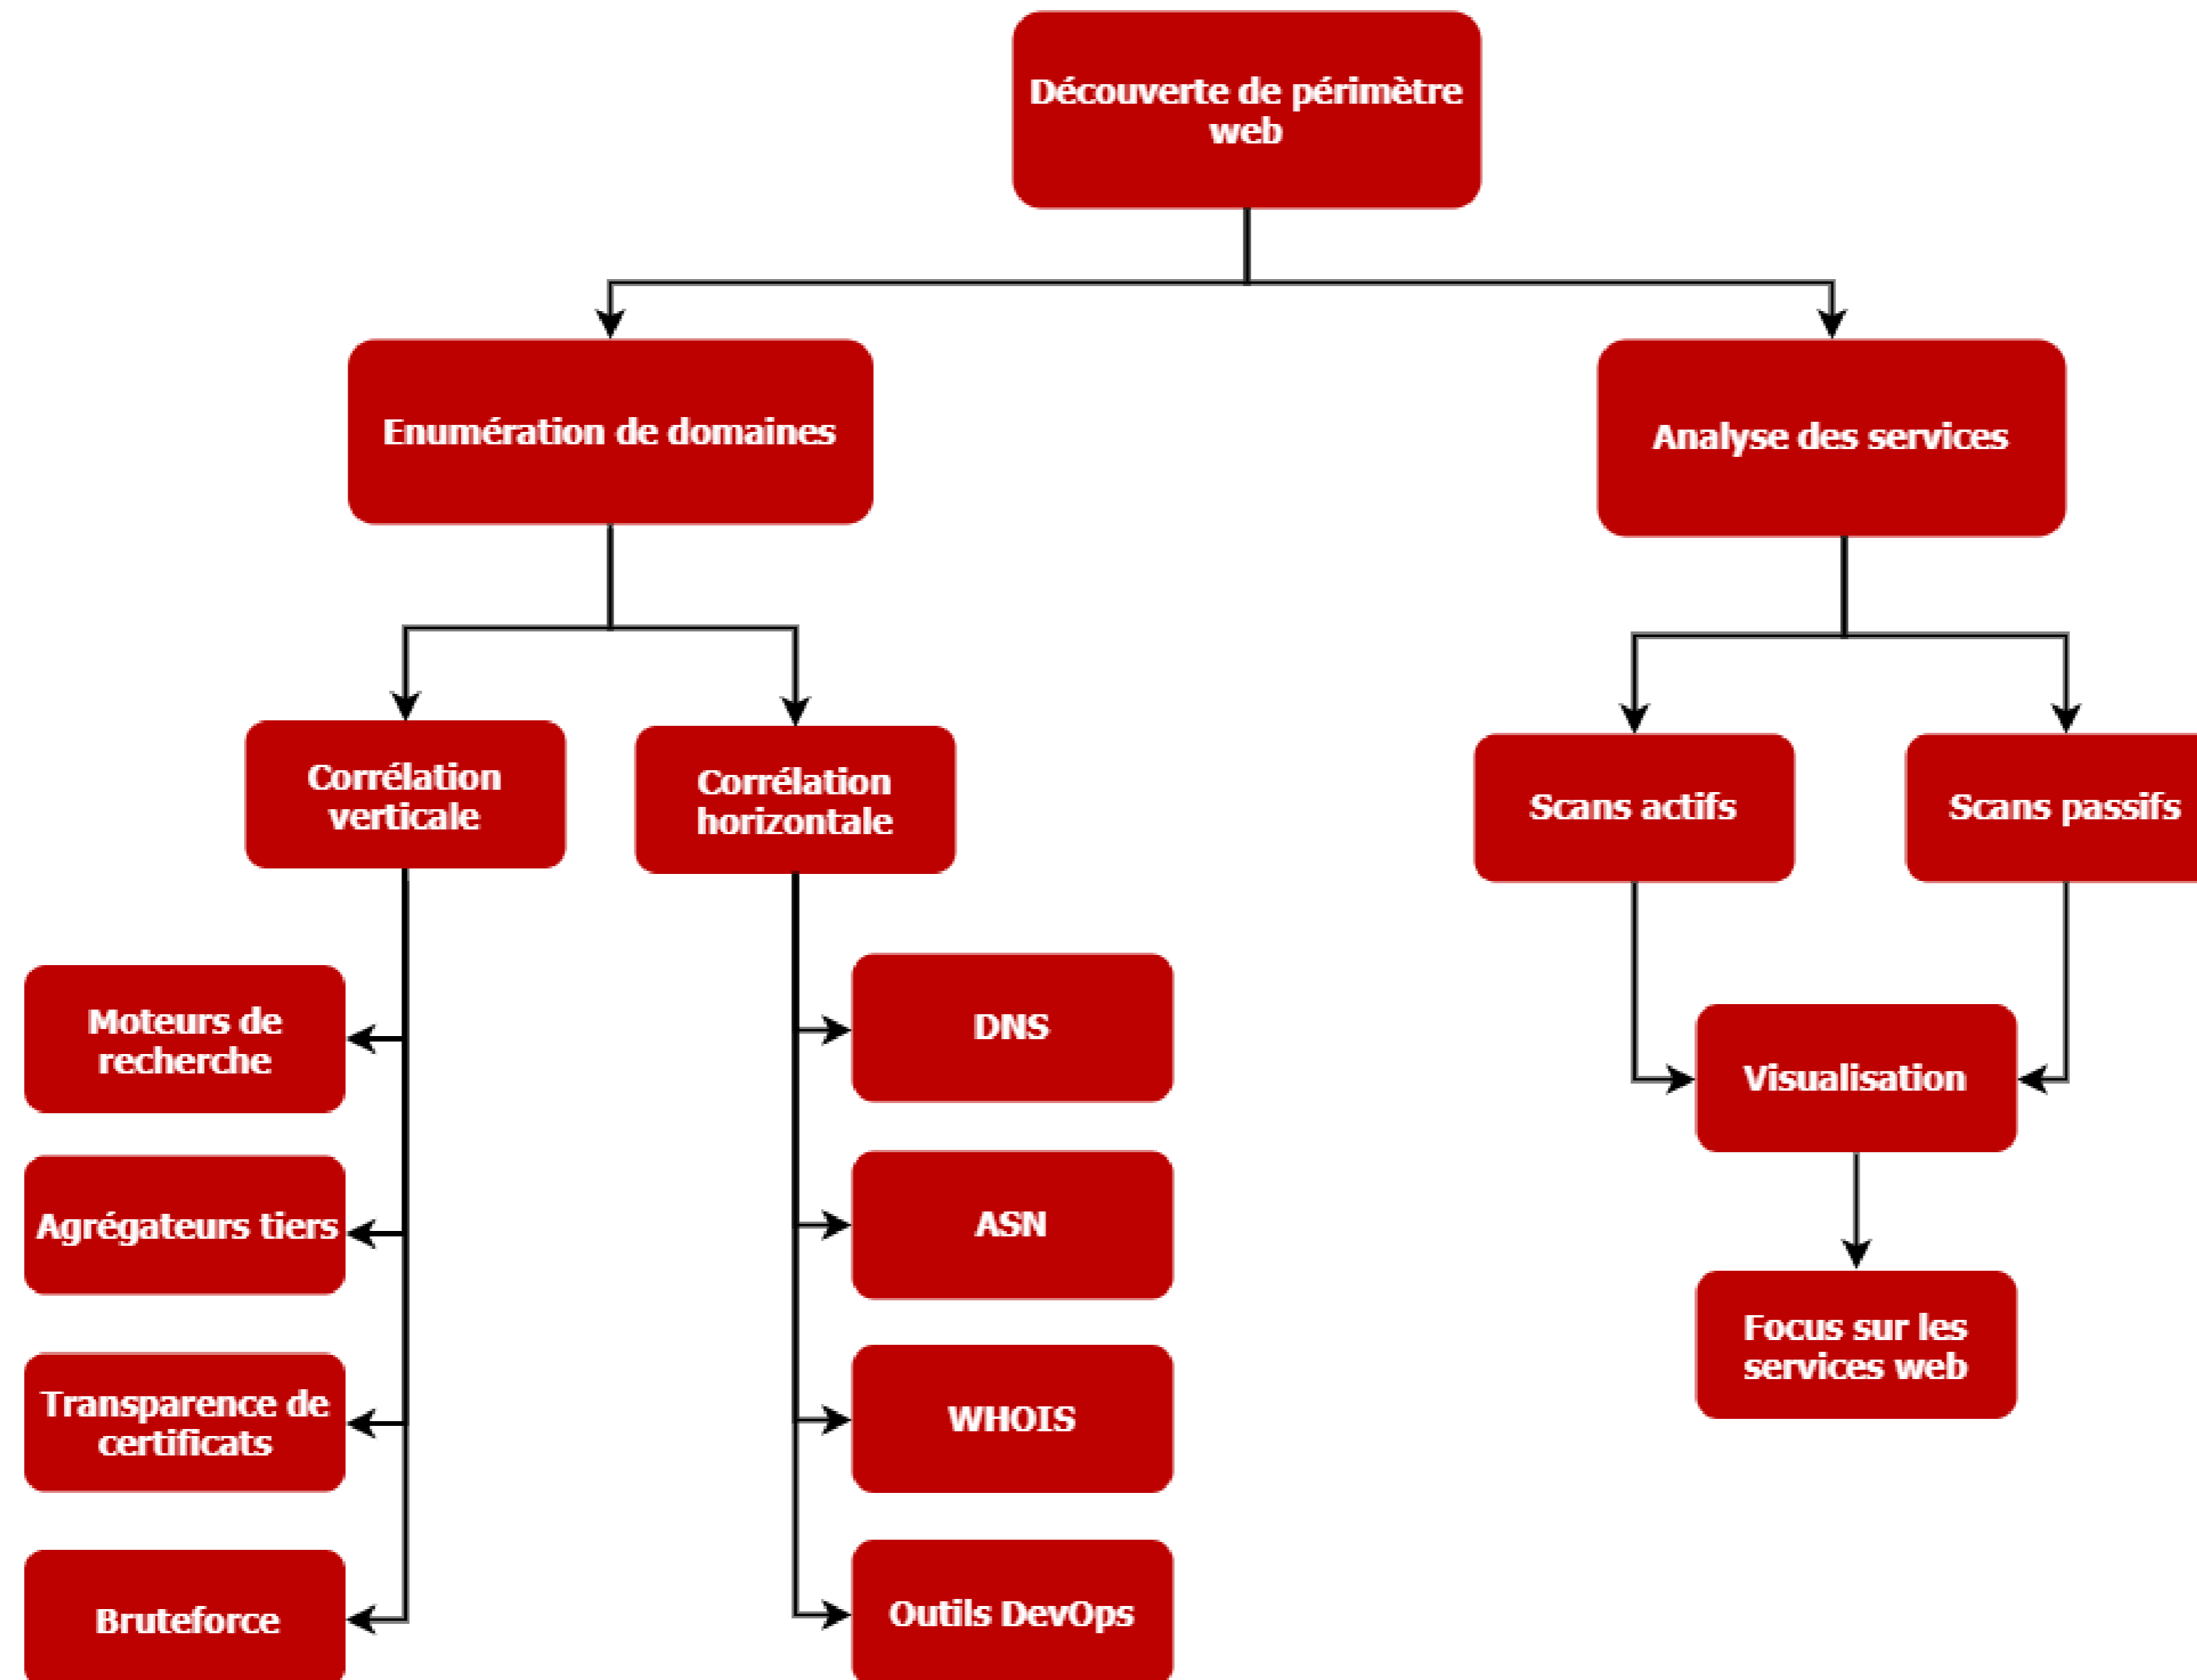 Découverte de périmètre
web
Enumération de domaines
Analyse des services
Corrélation
verticale
Corrélation
horizontale
Scans actifs
Scans passifs
Moteurs de
recherche
DNS
Visualisation
Agrégateurs tiers
ASN
Focus sur les
services web
Transparence de
certificats
WHOIS
Bruteforce
Outils DevOps